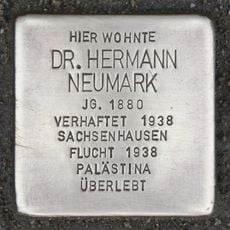 HIER WOHNTE
DR. HERMANN
NEUMARK
JG. 1880
VERHAFTET 1938
SACHSENHAUSEN
FLUCHT 1938
PALÄSTINA
ÜBERLEBT